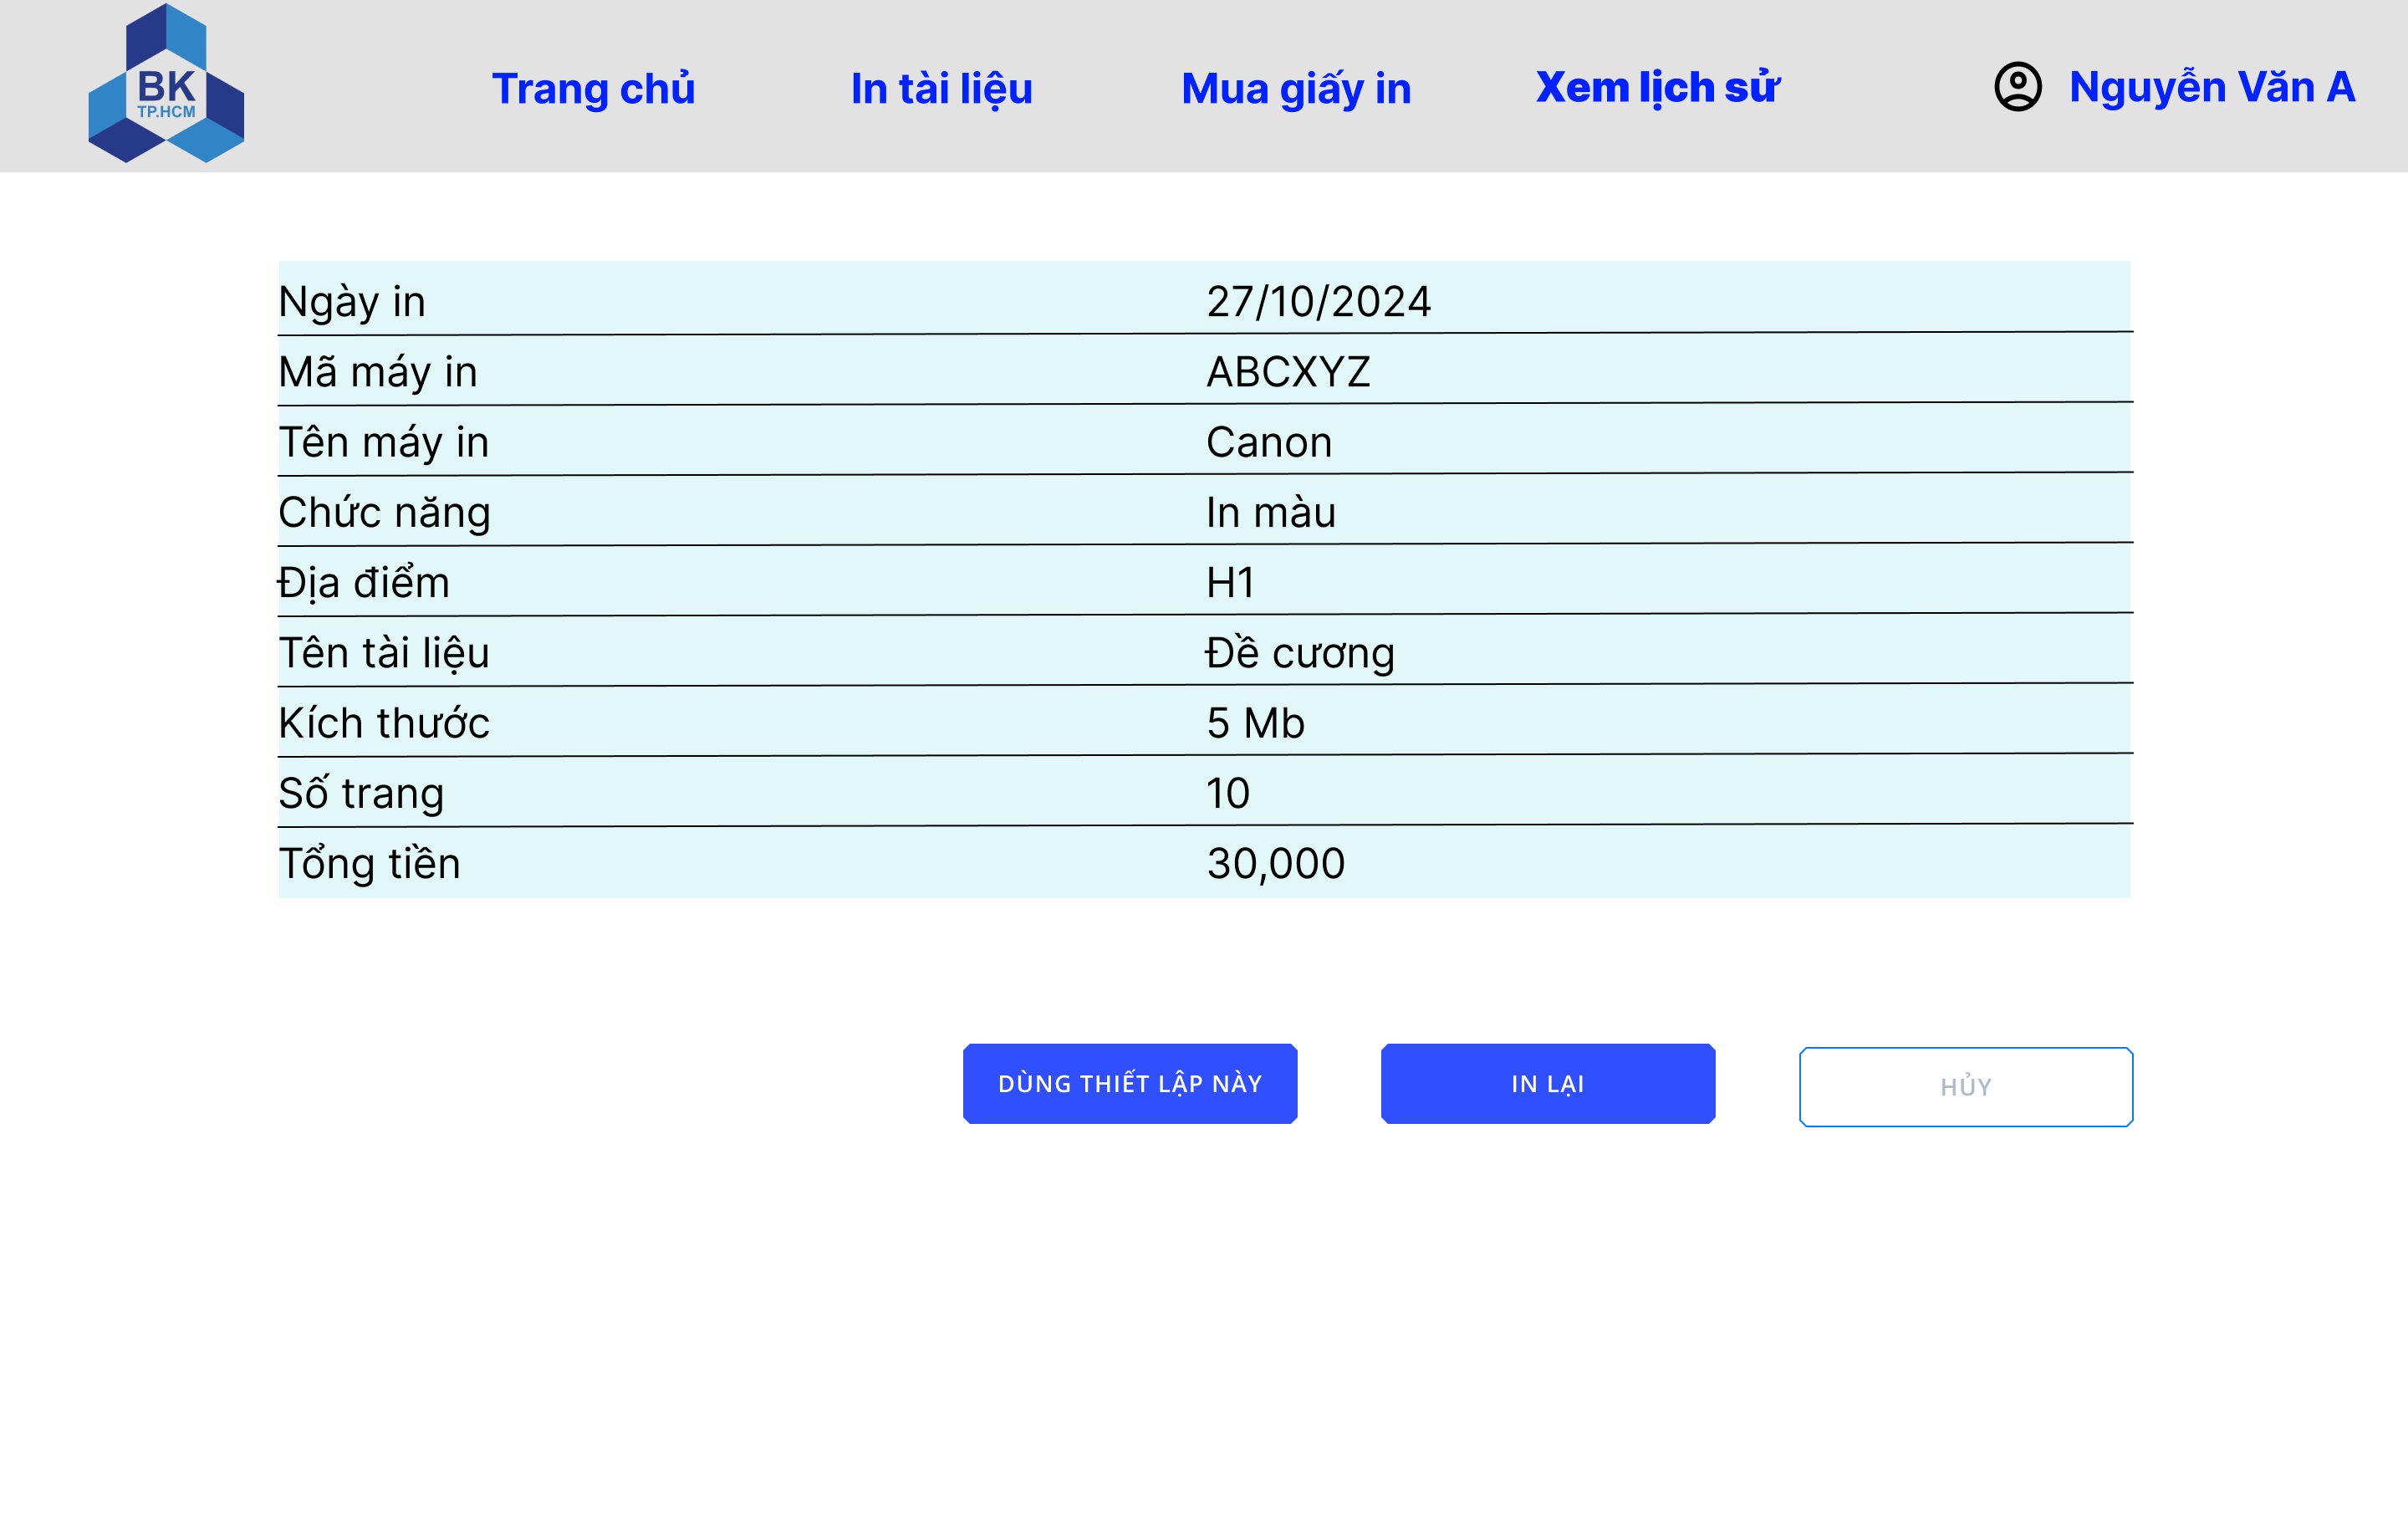 BK
TP.HCM
Trang chủ
In tài liệu
Mua giấy in
Xem lịch sử
Nguyễn Văn A
Ngày in 27/10/2024
Mã máy in ABCXYZ
Tên máy in Canon
Chức năng In màu
Địa điểm H1
Tên tài liệu Đề cương
Kích thước 5 Mb
Số trang 10
Tổng tiền 30,000
DÙNG THIẾT LẬP NÀY
IN LẠI
HỦY